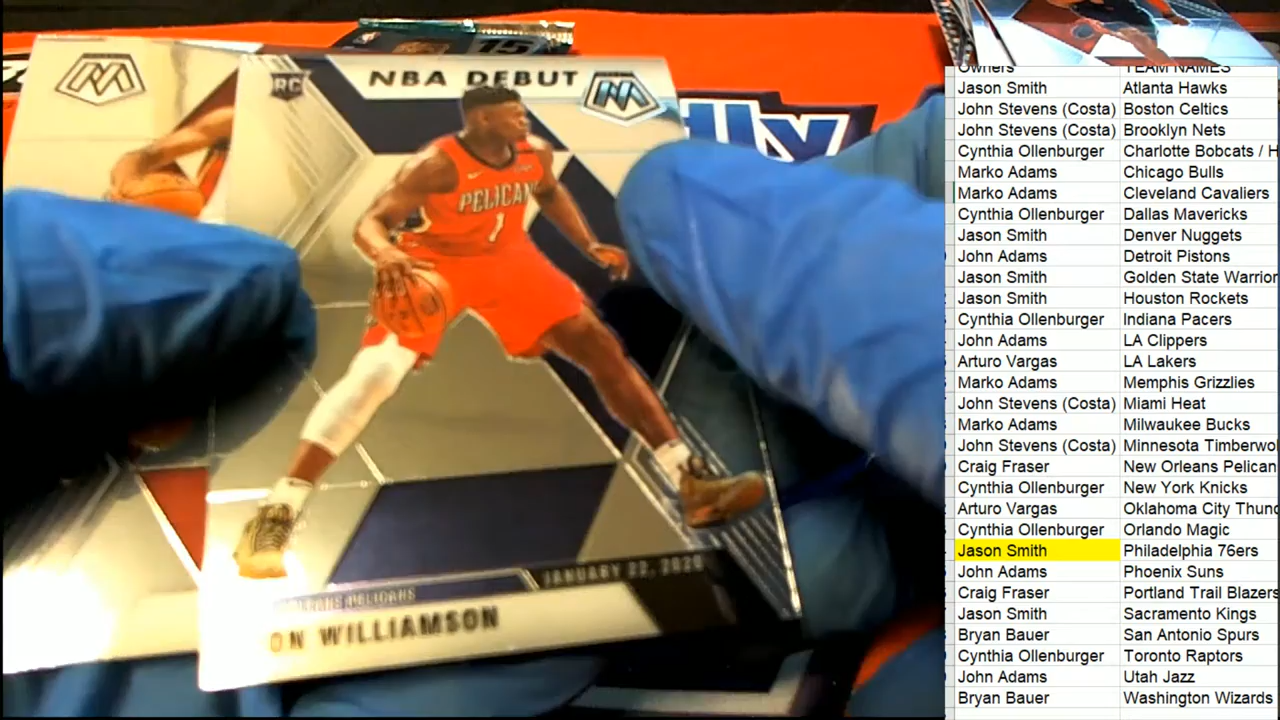 NBA DEBUT
RC
PELICANS
1
JANUARY 22, 2020
PELICANS
ON WILLIAMSON
15
lly
Owners TEAM NAMES
Jason Smith Atlanta Hawks
John Stevens (Costa) Boston Celtics
John Stevens (Costa) Brooklyn Nets
Cynthia Ollenburger Charlotte Bobcats / H
Marko Adams Chicago Bulls
Marko Adams Cleveland Cavaliers
Cynthia Ollenburger Dallas Mavericks
Jason Smith Denver Nuggets
John Adams Detroit Pistons
Jason Smith Golden State Warrior
Jason Smith Houston Rockets
Cynthia Ollenburger Indiana Pacers
John Adams LA Clippers
Arturo Vargas LA Lakers
Marko Adams Memphis Grizzlies
John Stevens (Costa) Miami Heat
Marko Adams Milwaukee Bucks
John Stevens (Costa) Minnesota Timberwol
Craig Fraser New Orleans Pelican
Cynthia Ollenburger New York Knicks
Arturo Vargas Oklahoma City Thund
Cynthia Ollenburger Orlando Magic
Jason Smith Philadelphia 76ers
John Adams Phoenix Suns
Craig Fraser Portland Trail Blazers
Jason Smith Sacramento Kings
Bryan Bauer San Antonio Spurs
Cynthia Ollenburger Toronto Raptors
John Adams Utah Jazz
Bryan Bauer Washington Wizards